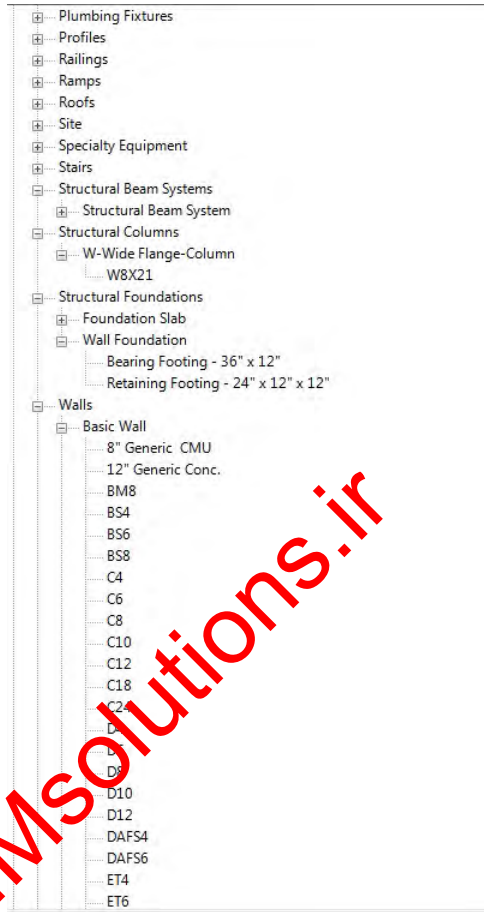 Plumbing Fixtures
Profiles
Railings
Ramps
Roofs
Site
Specialty Equipment
Stairs
Structural Beam Systems
Structural Beam System
Structural Columns
W-Wide Flange-Column
W8X21
Structural Foundations
Foundation Slab
Wall Foundation
Bearing Footing - 36" x 12"
Retaining Footing - 24" x 12" x 12"
Walls
Basic Wall
8" Generic CMU
12" Generic Conc.
BM8
BS4
BS6
BS8
C4
C6
C8
C10
C12
C18
C24
D8
D10
D12
DAFS4
DAFS6
ET4
ET6
Msolutions.ir